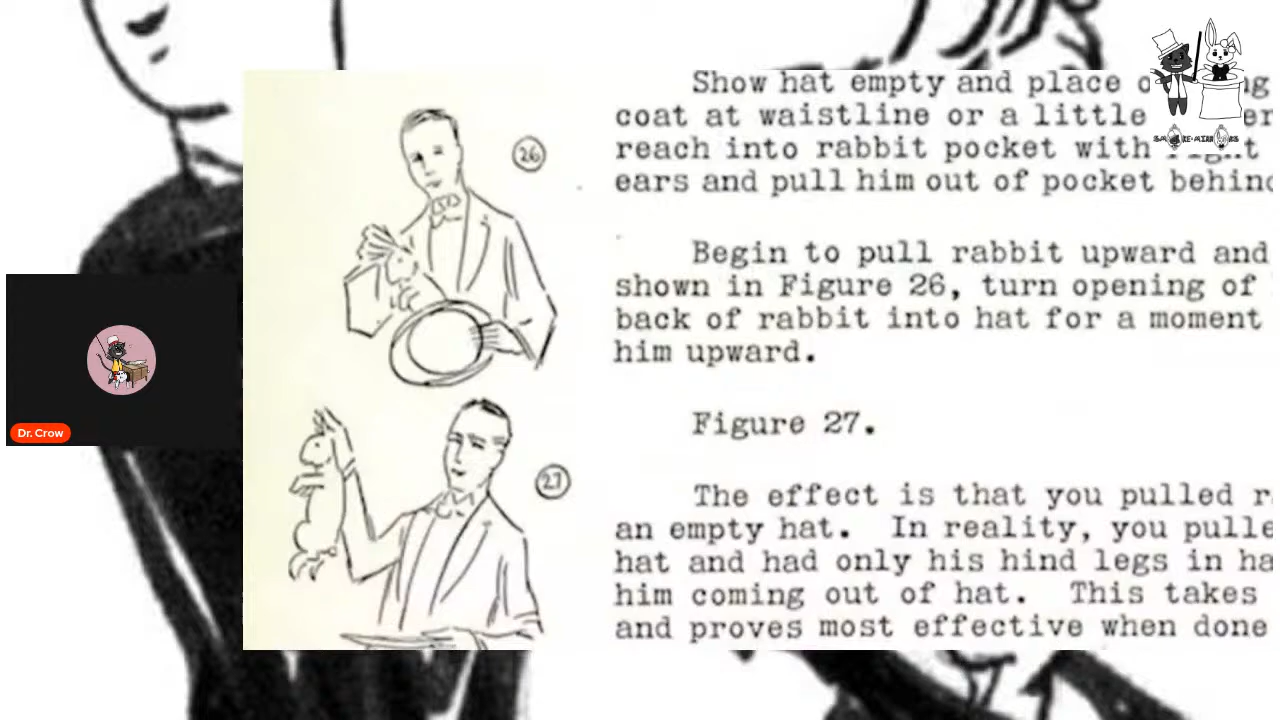 Show hat empty and place
coat at waistline or a little
reach into rabbit pocket with right
ears and pull him out of pocket behind
Begin to pull rabbit upward and
shown in Figure 26, turn opening of
back of rabbit into hat for a moment
him upward.
Figure 27.
The effect is that you pulled
an empty hat. In reality, you pulle
hat and had only his hind legs in ha
him coming out of hat. This takes
and proves most effective when done
26
27
Dr. Crow